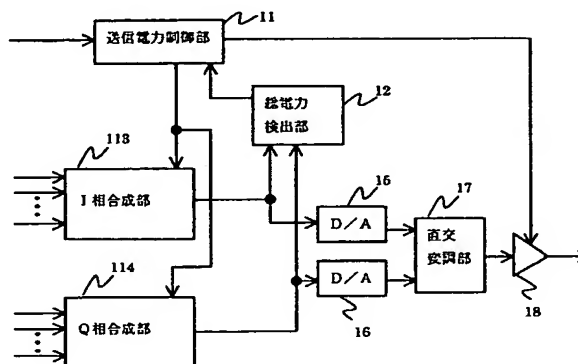 11
送信電力制御部
12
総電力
検出部
113
I相合成部
15
D/A
17
直交
変調部
114
D/A
18
16
Q相合成部